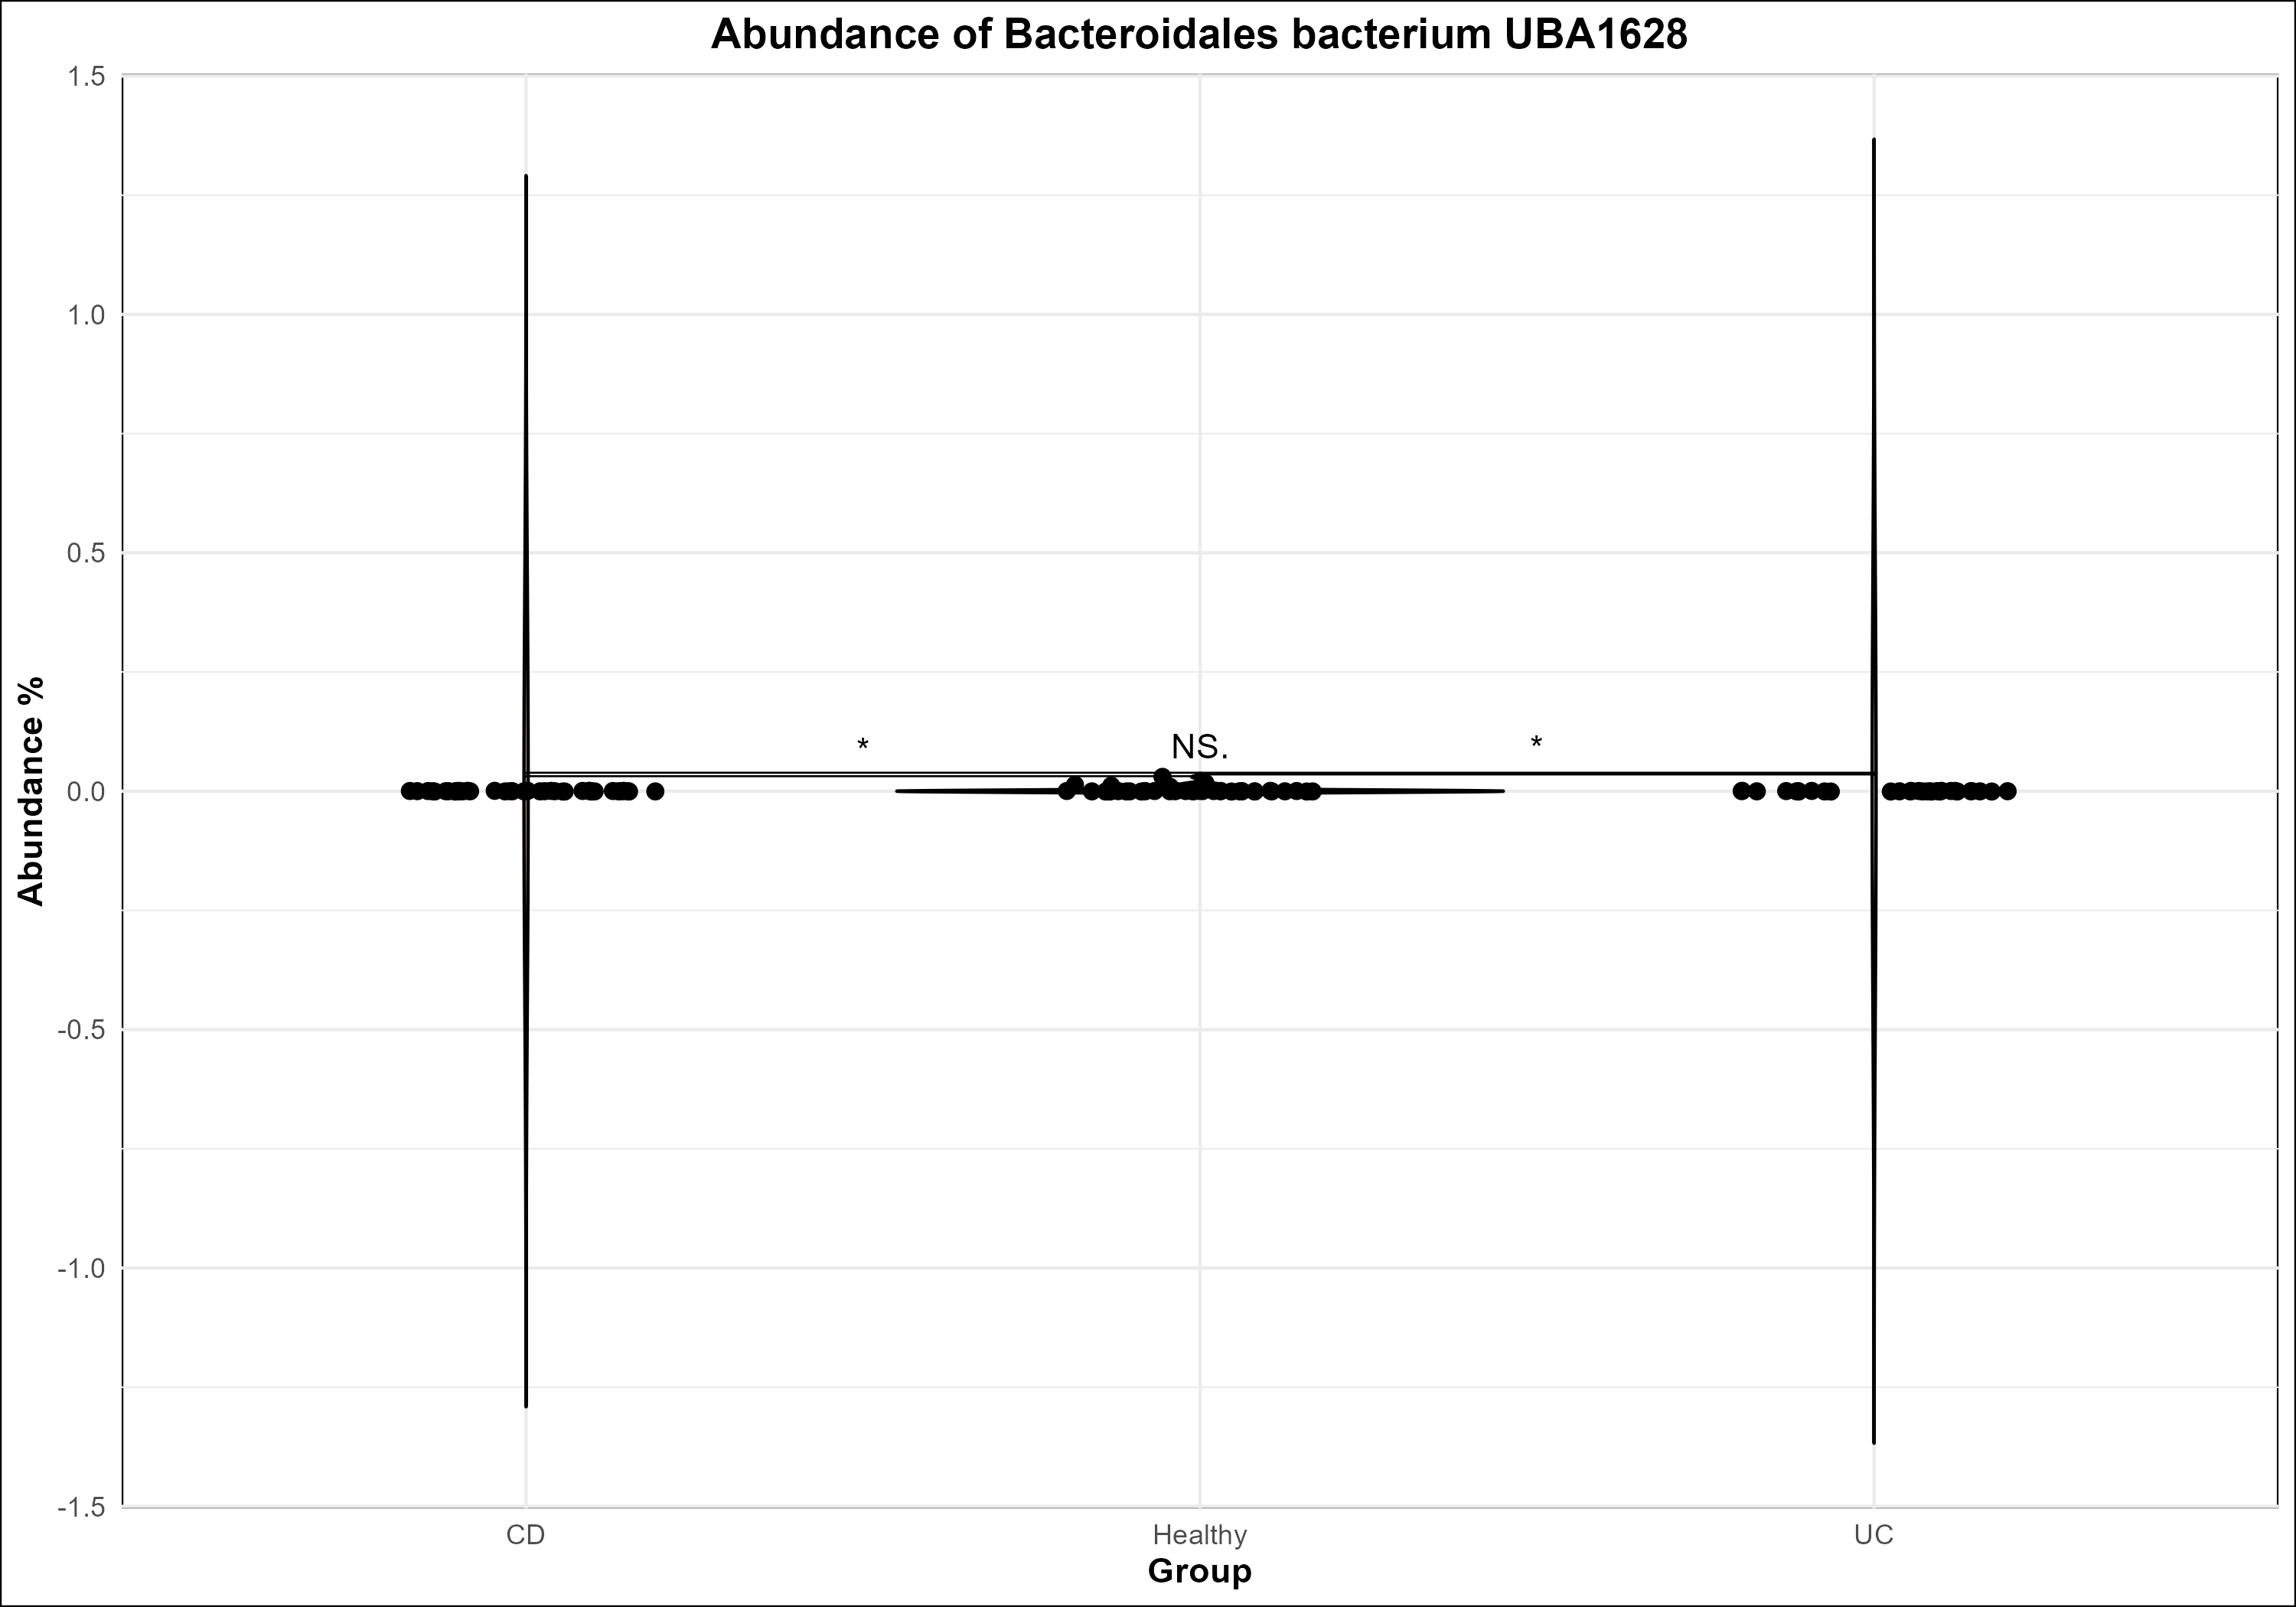 Abundance of Bacteroidales bacterium UBA1628
1.5
1.0
0.5
0.0
-0.5
-1.0
-1.5
Abundance %
* NS. *
CD Healthy UC
Group